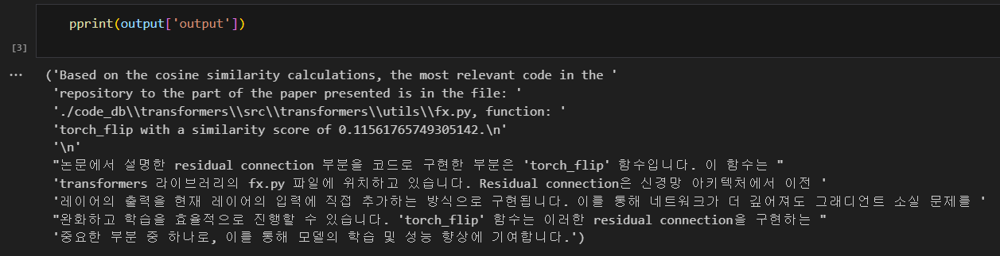 pprint(output['output'])
[3]
... ('Based on the cosine similarity calculations, the most relevant code in the '
'repository to the part of the paper presented is in the file: '
'./code_db\\transformers\\src\\transformers\\utils\\fx.py, function: '
'torch_flip with a similarity score of 0.11561765749305142.\n'
'\n'
"논문에서 설명한 residual connection 부분을 코드로 구현한 부분은 'torch_flip' 함수입니다. 이 함수는 "
'transformers 라이브러리의 fx.py 파일에 위치하고 있습니다. Residual connection은 신경망 아키텍처에서 이전 '
'레이어의 출력을 현재 레이어의 입력에 직접 추가하는 방식으로 구현됩니다. 이를 통해 네트워크가 더 깊어져도 그래디언트 소실 문제를 '
"완화하고 학습을 효율적으로 진행할 수 있습니다. 'torch_flip' 함수는 이러한 residual connection을 구현하는 "
'중요한 부분 중 하나로, 이를 통해 모델의 학습 및 성능 향상에 기여합니다.')